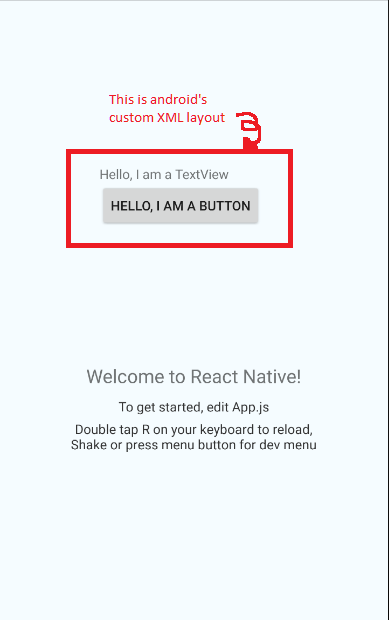 This is android's
custom XML layout
Hello, I am a TextView
HELLO, I AM A BUTTON
Welcome to React Native!
To get started, edit App.js
Double tap R on your keyboard to reload,
Shake or press menu button for dev menu